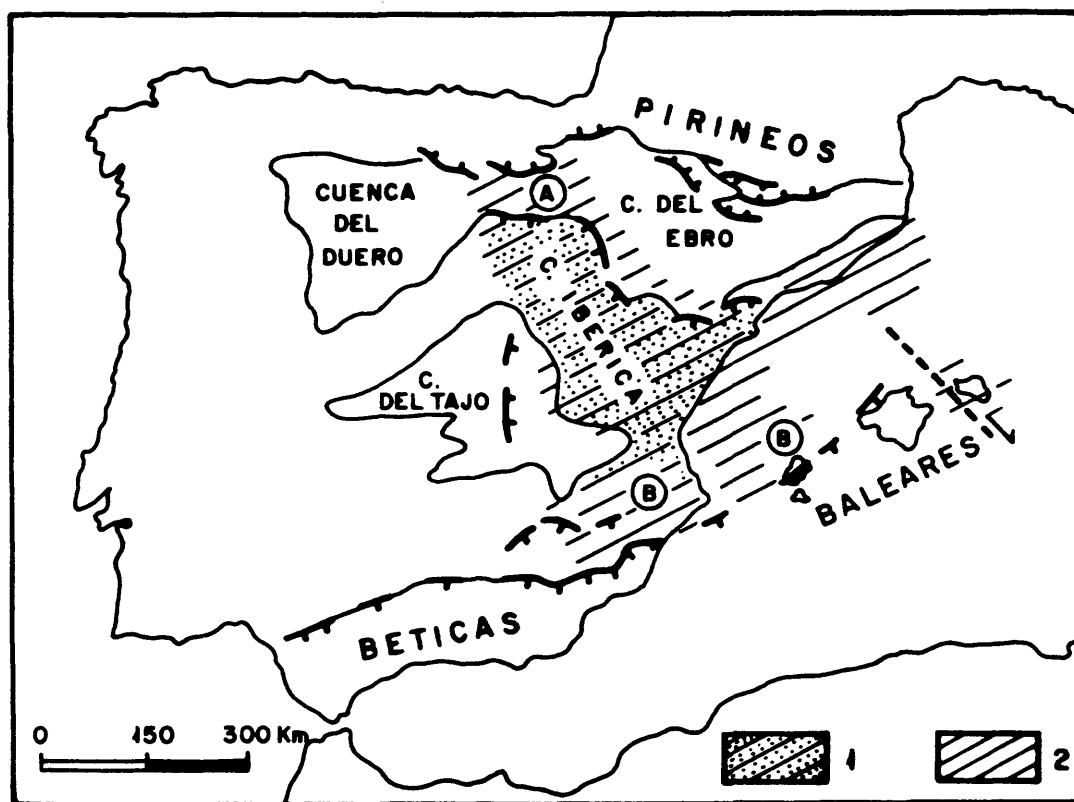 PIRINEOS
CUENCA
DEL
DUERO
A
C. DEL
EBRO
C. IBERICA
C.
DEL TAJO
B
B
BALEARES
BETICAS
0 150 300 Km
1 2